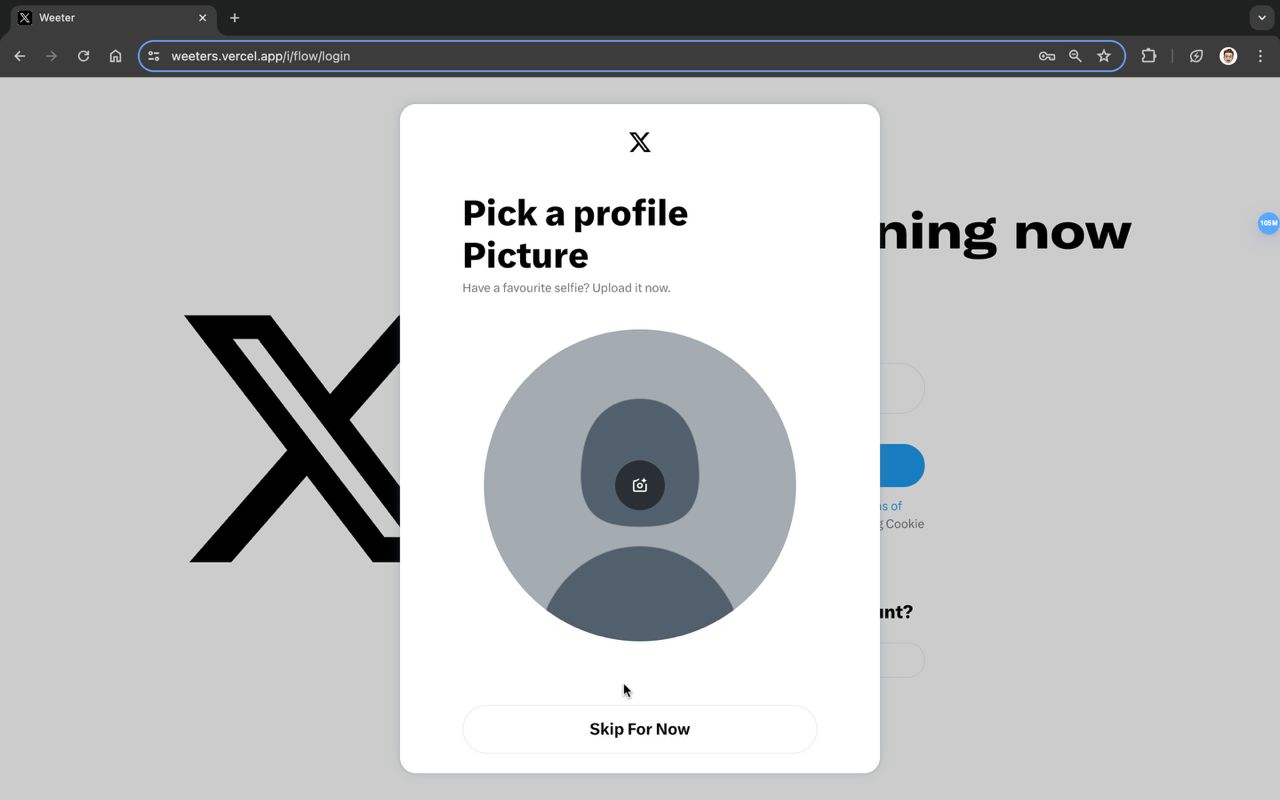 Weeter
weeters.vercel.app/i/flow/login
Pick a profile
Picture
Have a favourite selfie? Upload it now.
Skip For Now
ning now
s of
Cookie
unt?
105M